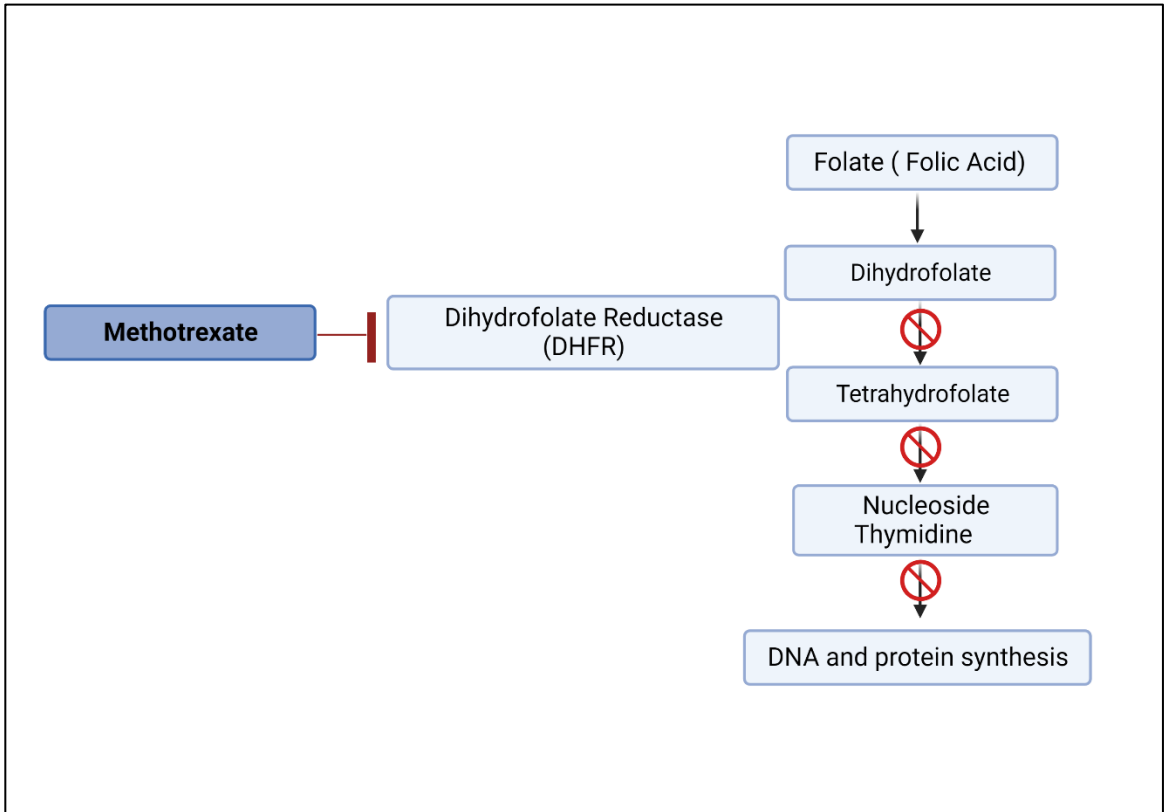 Folate ( Folic Acid)
Dihydrofolate
Methotrexate
Dihydrofolate Reductase
(DHFR)
Tetrahydrofolate
Nucleoside
Thymidine
DNA and protein synthesis